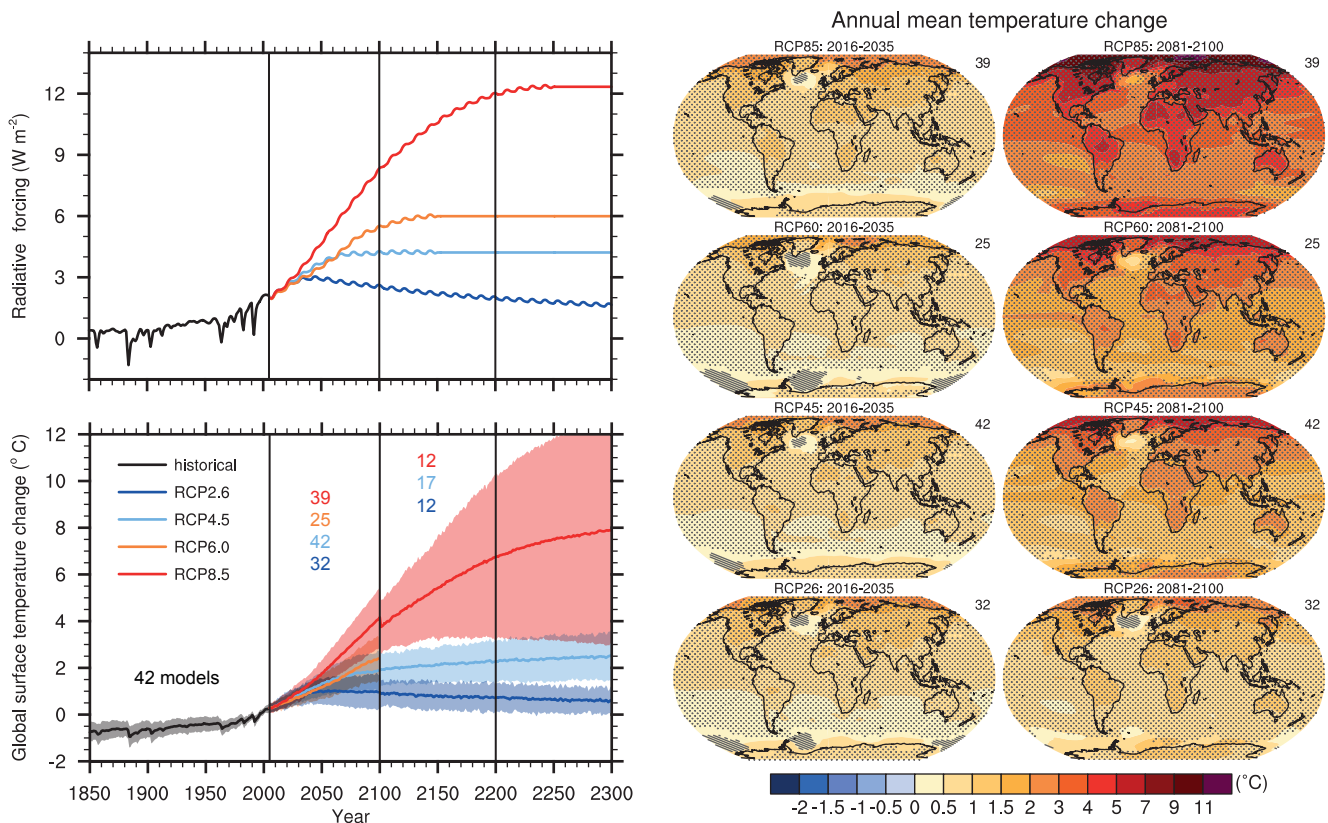 Radiative forcing (W m-2)
12
9
6
3
0
Global surface temperature change (° C)
12
10
8
6
4
2
0
-2
historical
RCP2.6
RCP4.5
RCP6.0
RCP8.5
39
25
42
32
12
17
12
42 models
1850 1900 1950 2000 2050 2100 2150 2200 2250 2300
Year
Annual mean temperature change
RCP85: 2016-2035
39
RCP85: 2081-2100
39
RCP60: 2016-2035
25
RCP60: 2081-2100
25
RCP45: 2016-2035
42
RCP45: 2081-2100
42
RCP26: 2016-2035
32
RCP26: 2081-2100
32
-2 -1.5 -1 -0.5 0 0.5 1 1.5 2 3 4 5 7 9 11
(°C)